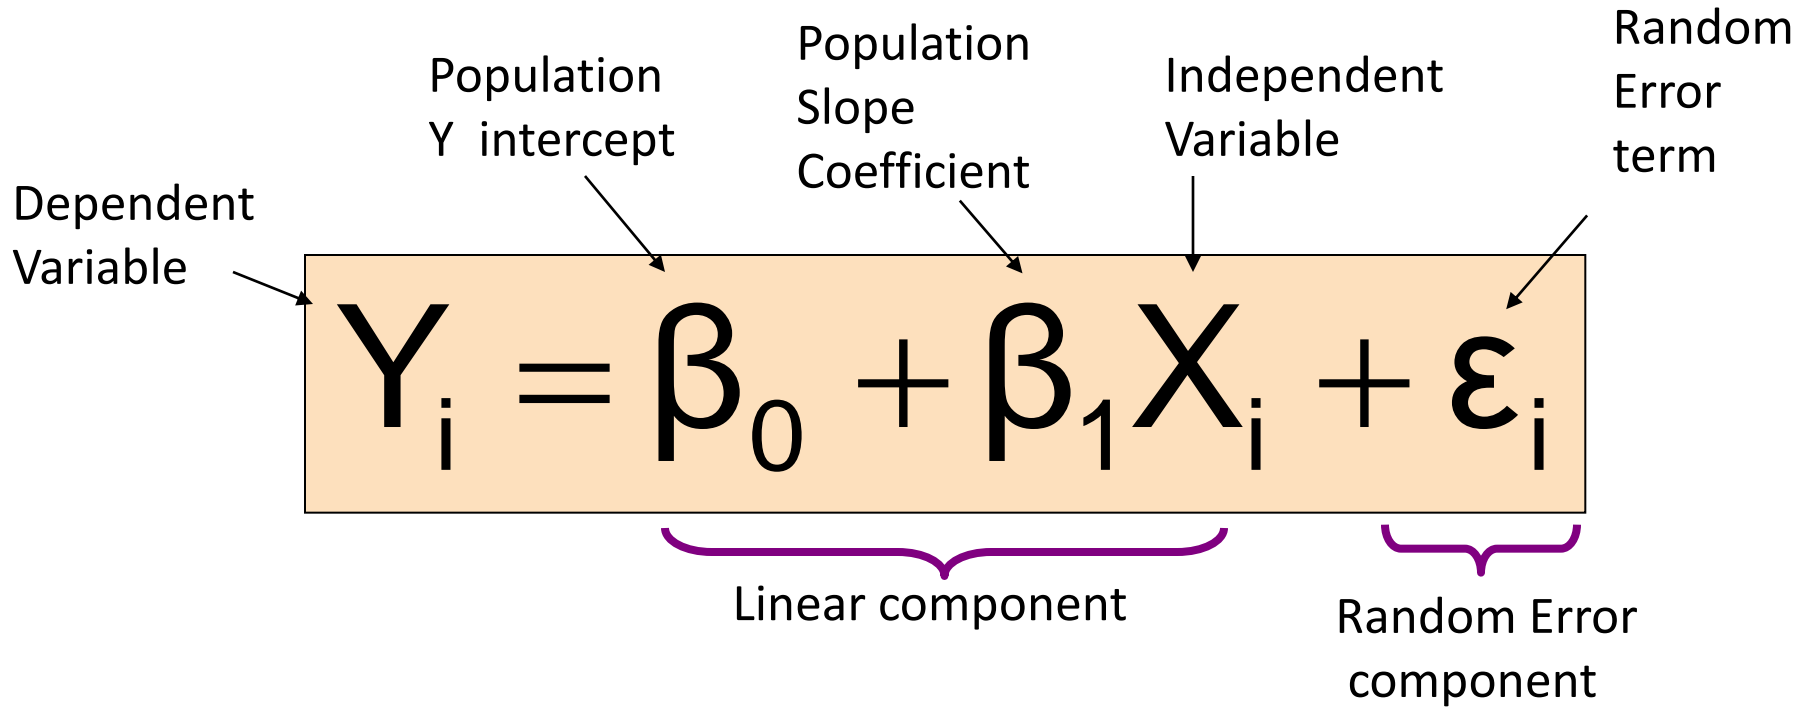 Population
Y intercept
Population
Slope
Coefficient
Independent
Variable
Random
Error
term
Dependent
Variable
Yᵢ = β₀ + β₁Xᵢ + εᵢ
Linear component
Random Error
component